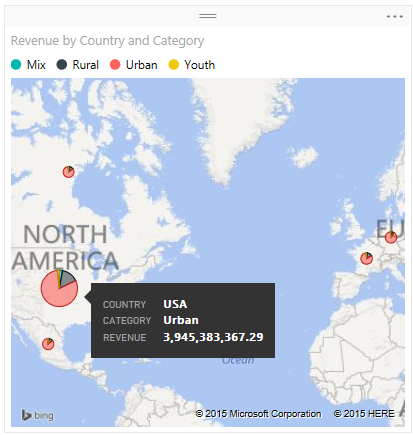 Revenue by Country and Category
Mix Rural Urban Youth
NORTH
AMERICA
EU
COUNTRY USA
CATEGORY Urban
REVENUE 3,945,383,367.29
Ocean
bing © 2015 Microsoft Corporation © 2015 HERE